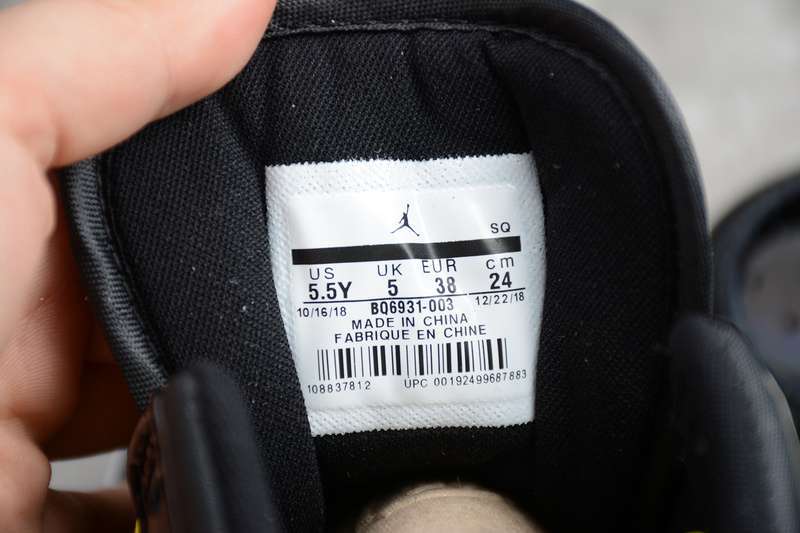 SQ
US UK EUR cm
5.5Y 5 38 24
10/16/18 BQ6931-003 12/22/18
MADE IN CHINA
FABRIQUE EN CHINE
108837812 UPC 00192499687883